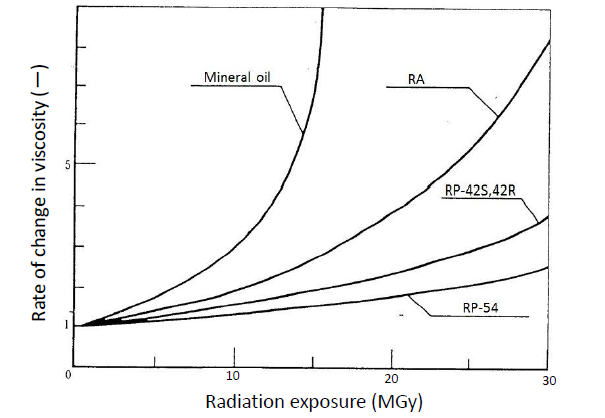 Mineral oil
RA
RP-42S,42R
RP-54
Rate of change in viscosity (—)
5
1
0
10
20
30
Radiation exposure (MGy)